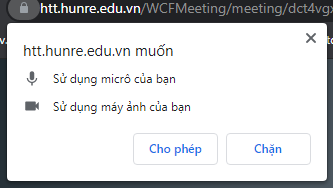 htt.hunre.edu.vn/WCFMeeting/meeting/dct4vgx
htt.hunre.edu.vn muốn
Sử dụng micrô của bạn
Sử dụng máy ảnh của bạn
Cho phép
Chặn